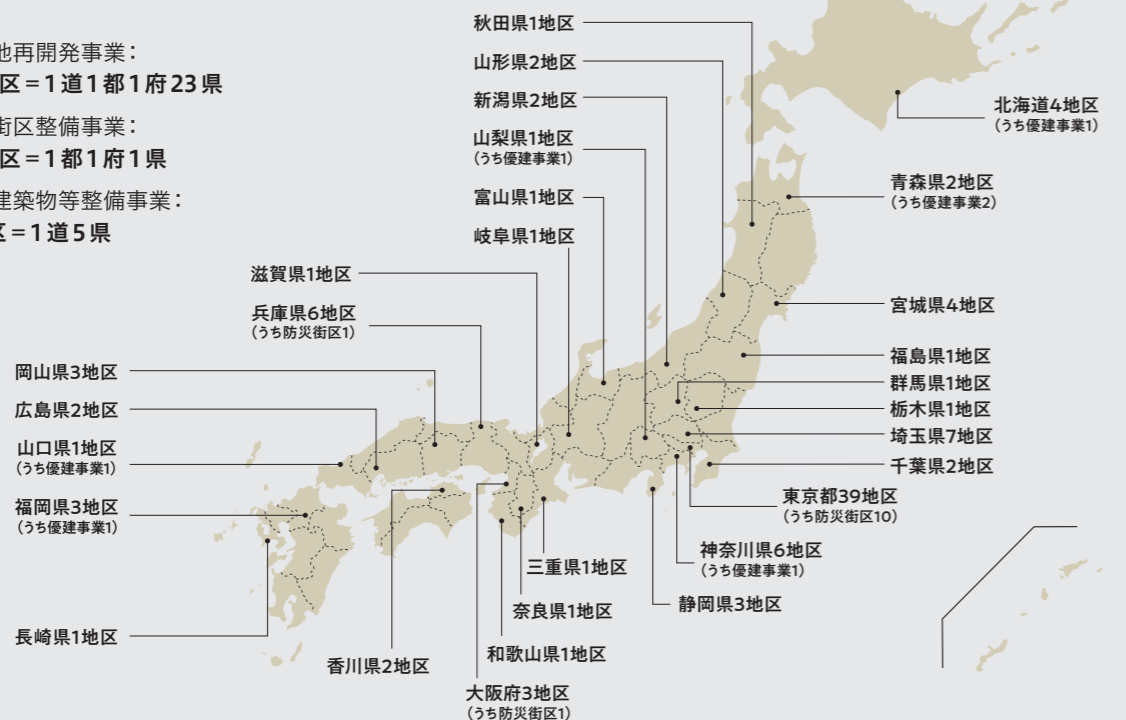 地再開発事業：
区＝1道1都1府23県
街区整備事業：
区＝1都1府1県
建築物等整備事業：
区＝1道5県
秋田県1地区
山形県2地区
新潟県2地区
山梨県1地区
（うち優建事業1）
富山県1地区
岐阜県1地区
滋賀県1地区
兵庫県6地区
（うち防災街区1）
岡山県3地区
広島県2地区
山口県1地区
（うち優建事業1）
福岡県3地区
（うち優建事業1）
長崎県1地区
香川県2地区
大阪府3地区
（うち防災街区1）
和歌山県1地区
奈良県1地区
三重県1地区
北海道4地区
（うち優建事業1）
青森県2地区
（うち優建事業2）
宮城県4地区
福島県1地区
群馬県1地区
栃木県1地区
埼玉県7地区
千葉県2地区
東京都39地区
（うち防災街区10）
神奈川県6地区
（うち優建事業1）
静岡県3地区